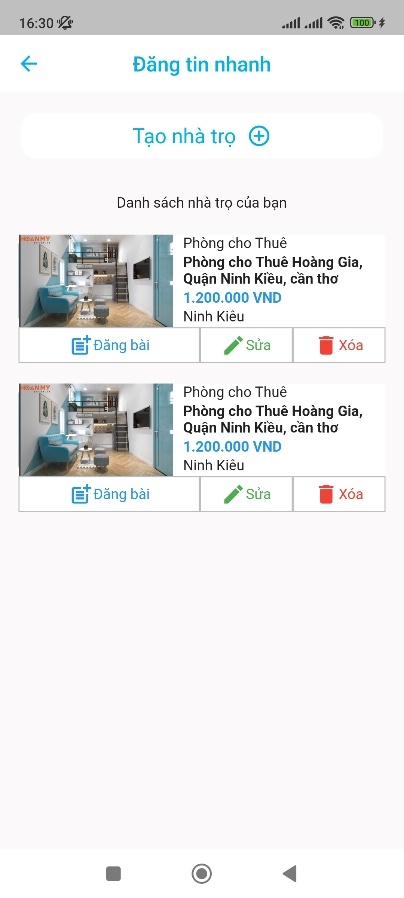 16:30
100
Đăng tin nhanh
Tạo nhà trọ
Danh sách nhà trọ của bạn
HOANMY
Phòng cho Thuê
Phòng cho Thuê Hoàng Gia,
Quận Ninh Kiều, cần thơ
1.200.000 VND
Ninh Kiêu
Đăng bài
Sửa
Xóa
HOANMY
Phòng cho Thuê
Phòng cho Thuê Hoàng Gia,
Quận Ninh Kiều, cần thơ
1.200.000 VND
Ninh Kiêu
Đăng bài
Sửa
Xóa